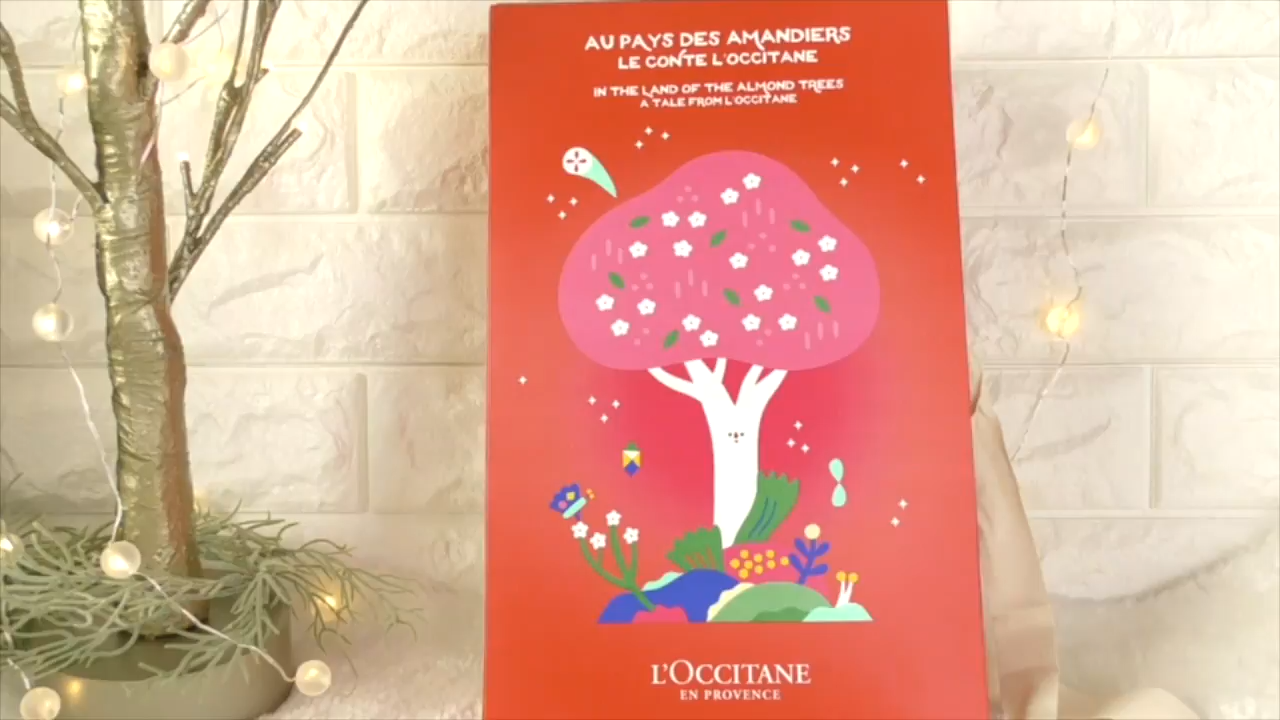 AU PAYS DES AMANDIERS
LE CONTE L'OCCITANE
IN THE LAND OF THE ALMOND TREES
A TALE FROM L'OCCITANE
L'OCCITANE
EN PROVENCE